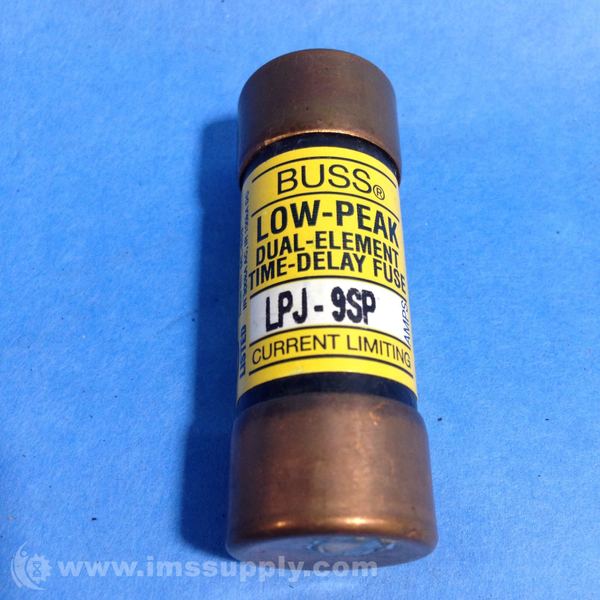 BUSS®
LOW-PEAK
DUAL-ELEMENT
TIME-DELAY FUSE
LPJ-9SP
AMPS
CURRENT LIMITING
LISTED
www.imssupply.com